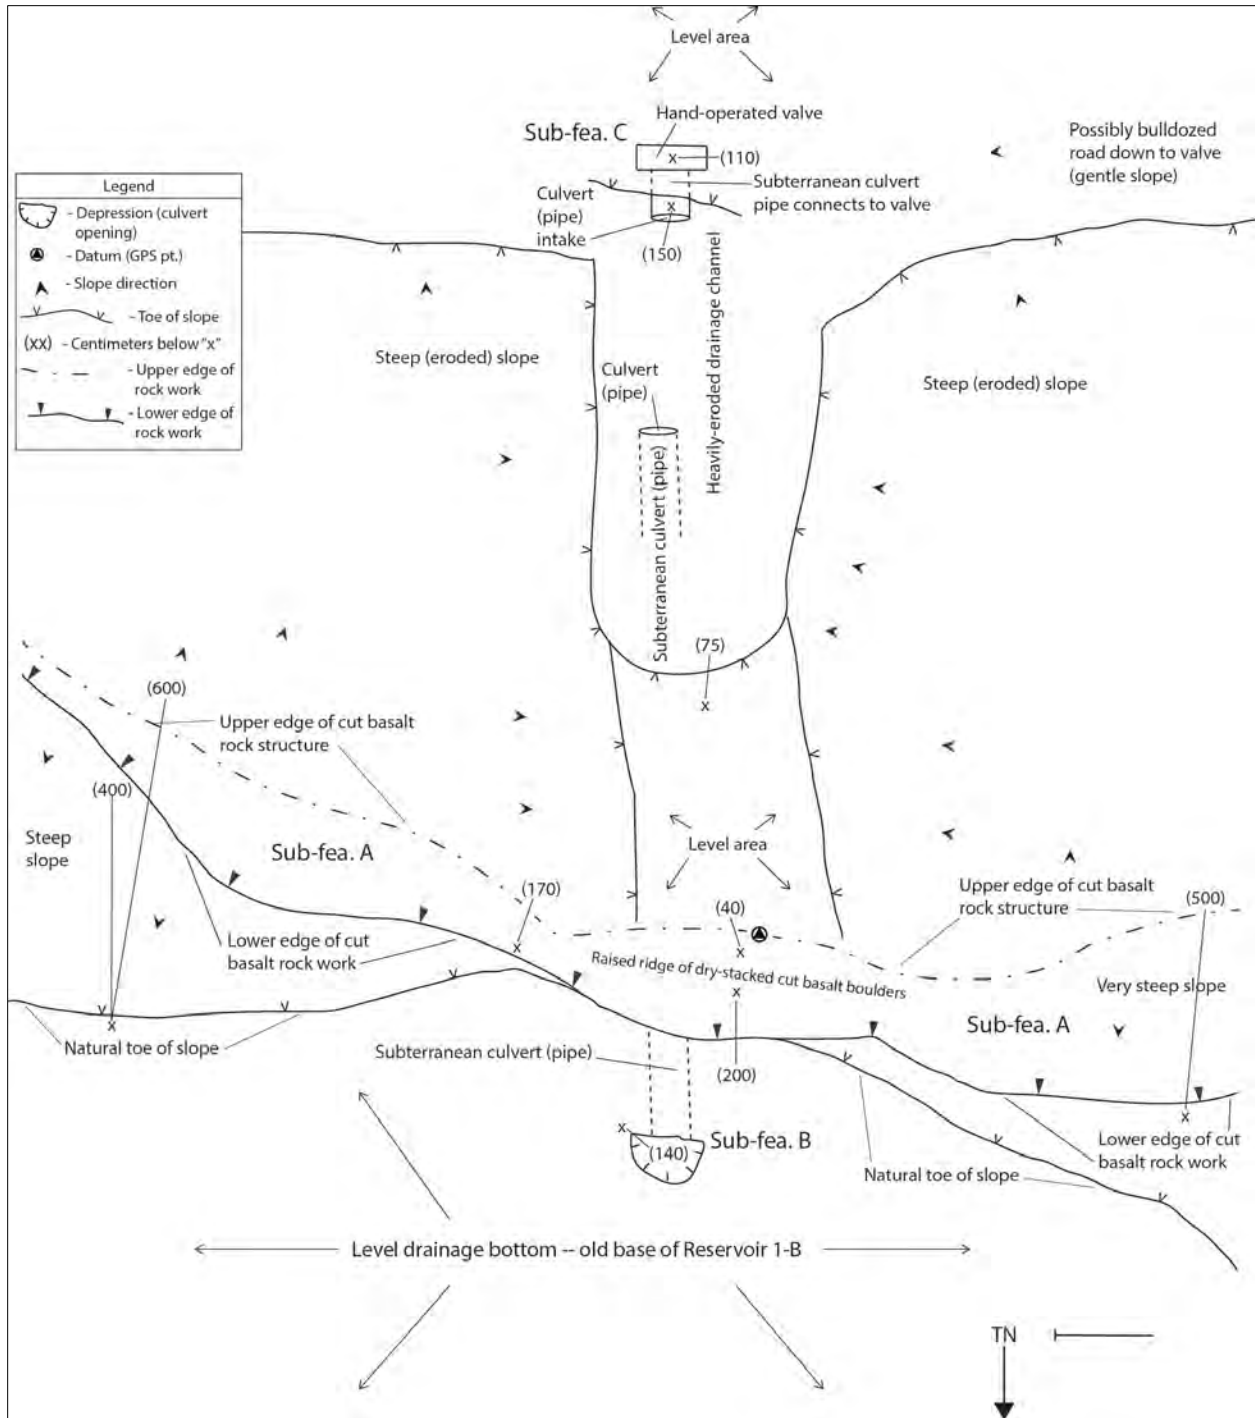 Level area
Hand-operated valve
Sub-fea. C
(110)
Possibly bulldozed
road down to valve
(gentle slope)
Subterranean culvert
pipe connects to valve
Culvert
(pipe)
intake
(150)
Heavily-eroded drainage channel
Legend
- Depression (culvert
opening)
- Datum (GPS pt.)
- Slope direction
- Toe of slope
(xx) - Centimeters below "x"
- Upper edge of
rock work
- Lower edge of
rock work
Steep (eroded) slope
Culvert
(pipe)
Steep (eroded) slope
Subterranean culvert (pipe)
(75)
x
(600)
Upper edge of cut basalt
rock structure
(400)
Steep
slope
Sub-fea. A
Level area
(170)
x
(40)
x
Upper edge of cut basalt
rock structure
(500)
Lower edge of cut
basalt rock work
Raised ridge of dry-stacked cut basalt boulders
x
Very steep slope
Sub-fea. A
x
Natural toe of slope
Subterranean culvert (pipe)
(200)
x
x
(140)
Sub-fea. B
Lower edge of cut
basalt rock work
Natural toe of slope
Level drainage bottom -- old base of Reservoir 1-B
TN